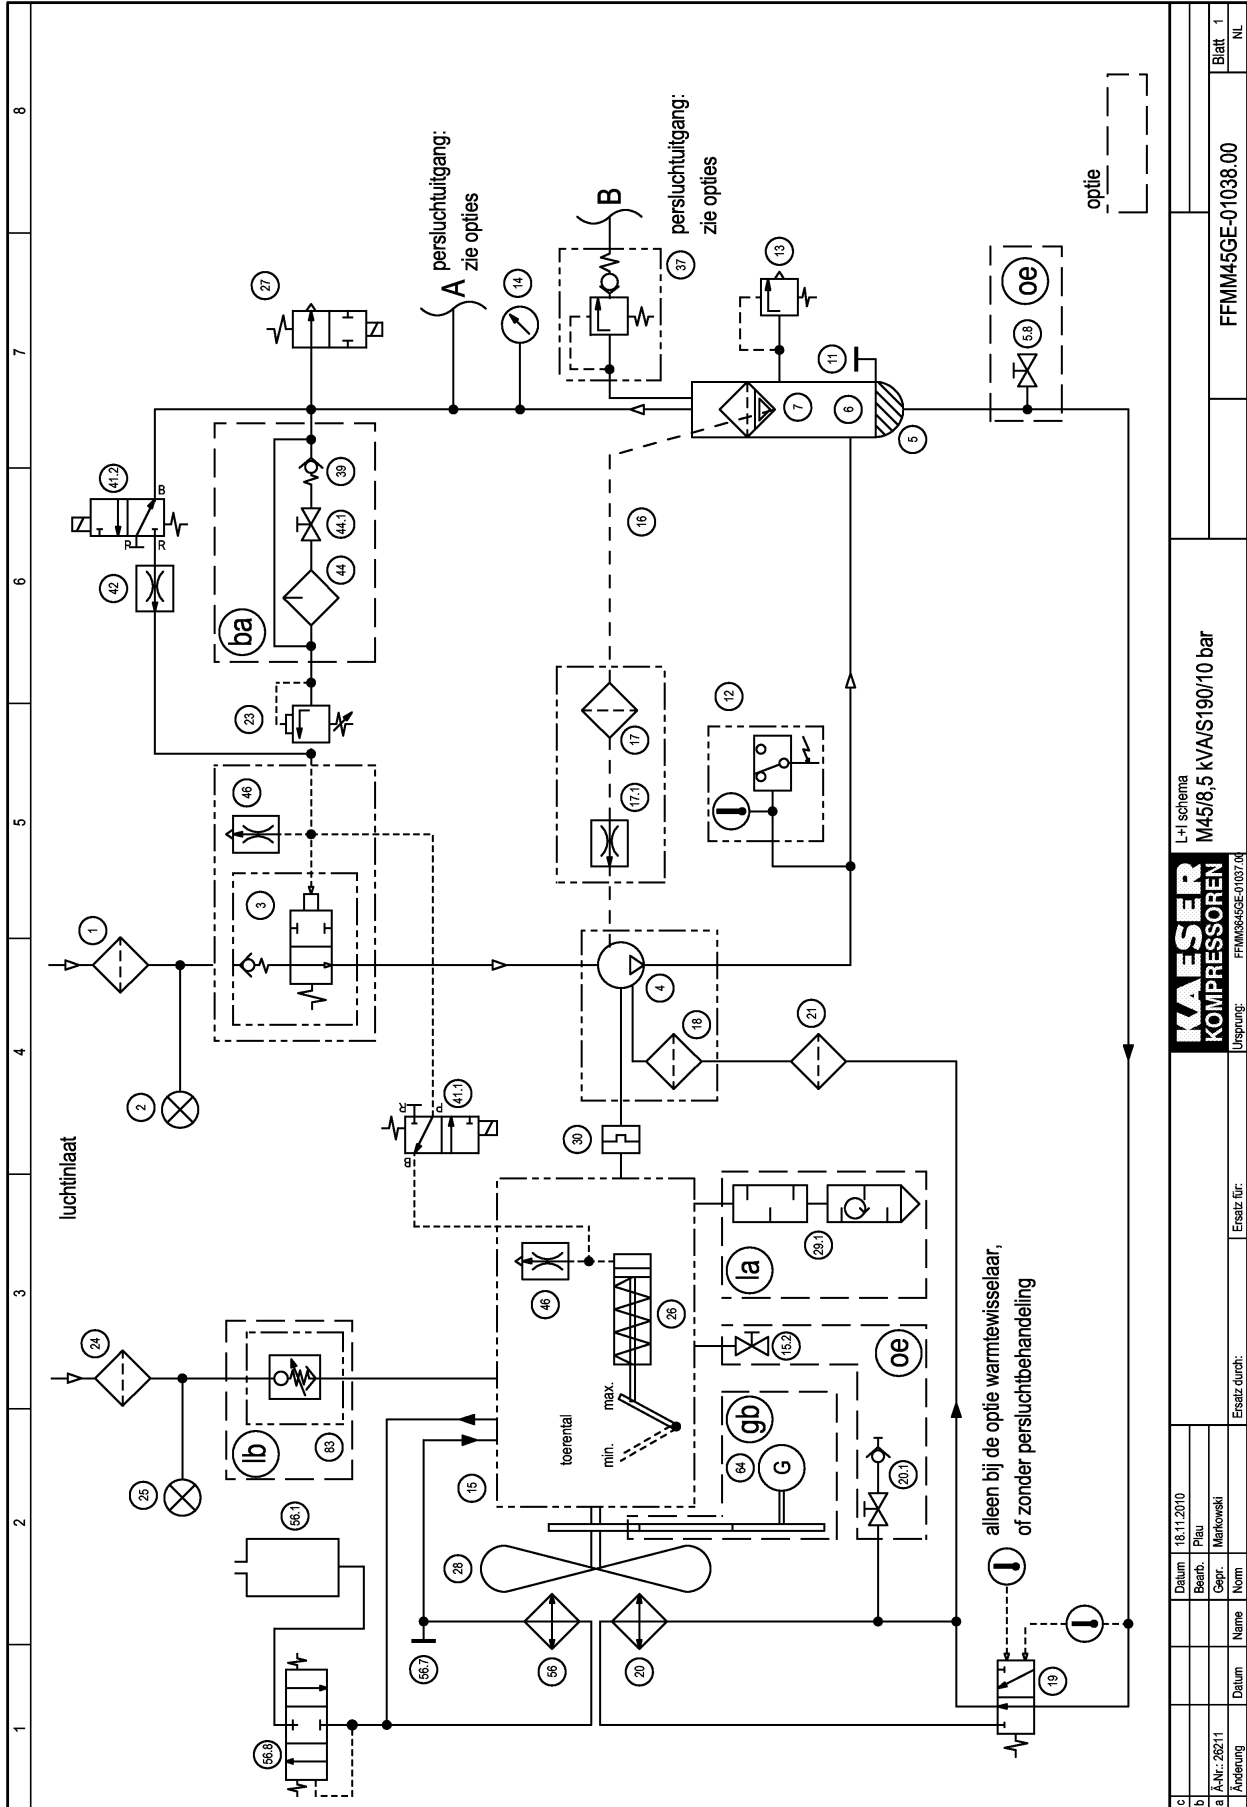 1
2
3
4
5
6
7
8
luchtinlaat
56.8
56.1
56.7
56
20
28
25
24
lb
83
15
toerental
min.
max.
46
26
B
R
P
41.1
30
2
1
46
3
23
42
41.2
P
R
B
ba
44
44.1
39
27
A
persluchtuitgang:
zie opties
14
B
persluchtuitgang:
zie opties
37
13
11
7
6
5
16
17
17.1
12
4
18
21
la
29.1
15.2
oe
gb
64
G
20.1
19
alleen bij de optie warmtewisselaar,
of zonder persluchtbehandeling
oe
5.8
optie
c
b
a
Ä-Nr.: 26211
Änderung
Datum
Name
Datum
18.11.2010
Bearb.
Plau
Gepr.
Markowski
Norm
Ersatz durch:
Ersatz für:
KAESER
KOMPRESSOREN
Ursprung:
FFMM3645GE-01037.00
L+I schema
M45/8,5 kVA/S190/10 bar
FFMM45GE-01038.00
Blatt 1
NL